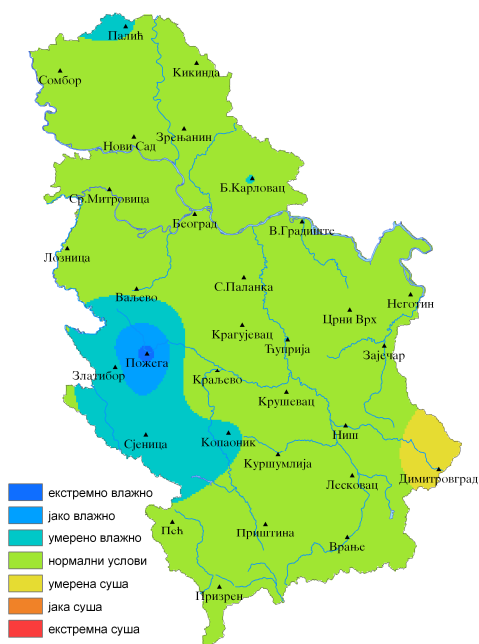 Палић
Сомбор
Кикинда
Зрењанин
Нови Сад
Б.Карловац
Ср.Митровица
Београд
В.Градиште
Лозница
С.Паланка
Ваљево
Неготин
Црни Врх
Крагујевац
Ћуприја
Зајечар
Пожега
Златибор
Краљево
Крушевац
Ниш
Сјеница
Копаоник
Куршумлија
Димитровград
Лесковац
Пећ
Приштина
Врање
Призрен
екстремно влажно
јако влажно
умерено влажно
нормални услови
умерена суша
јака суша
екстремна суша